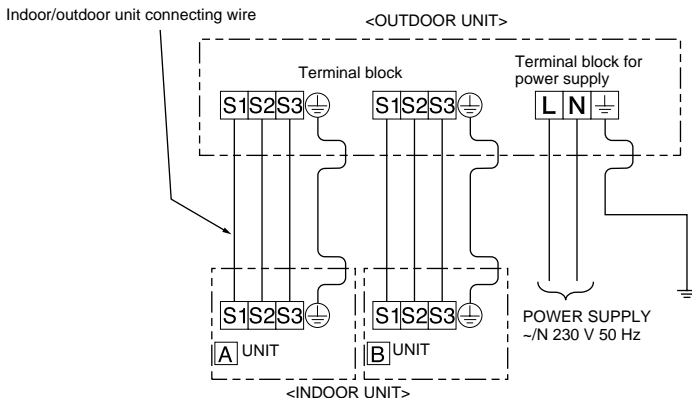 Indoor/outdoor unit connecting wire
<OUTDOOR UNIT>
Terminal block
Terminal block for
power supply
S1 S2 S3
S1 S2 S3
L N
S1 S2 S3
S1 S2 S3
A UNIT
B UNIT
POWER SUPPLY
~/N 230 V 50 Hz
<INDOOR UNIT>